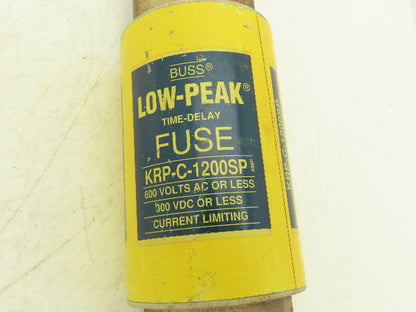 BUSS®
LOW-PEAK®
TIME-DELAY
FUSE
KRP-C-1200SP AMP
600 VOLTS AC OR LESS
300 VDC OR LESS
CURRENT LIMITING